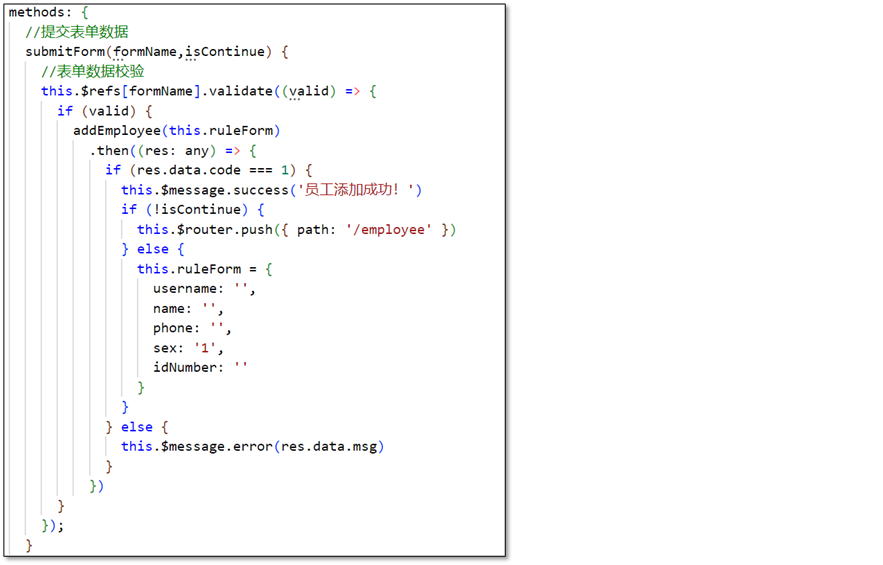 methods: {
//提交表单数据
submitForm(formName,isContinue) {
//表单数据校验
this.$refs[formName].validate((valid) => {
if (valid) {
addEmployee(this.ruleForm)
.then((res: any) => {
if (res.data.code === 1) {
this.$message.success('员工添加成功！')
if (!isContinue) {
this.$router.push({ path: '/employee' })
} else {
this.ruleForm = {
username: '',
name: '',
phone: '',
sex: '1',
idNumber: ''
}
}
} else {
this.$message.error(res.data.msg)
}
})
}
});
}